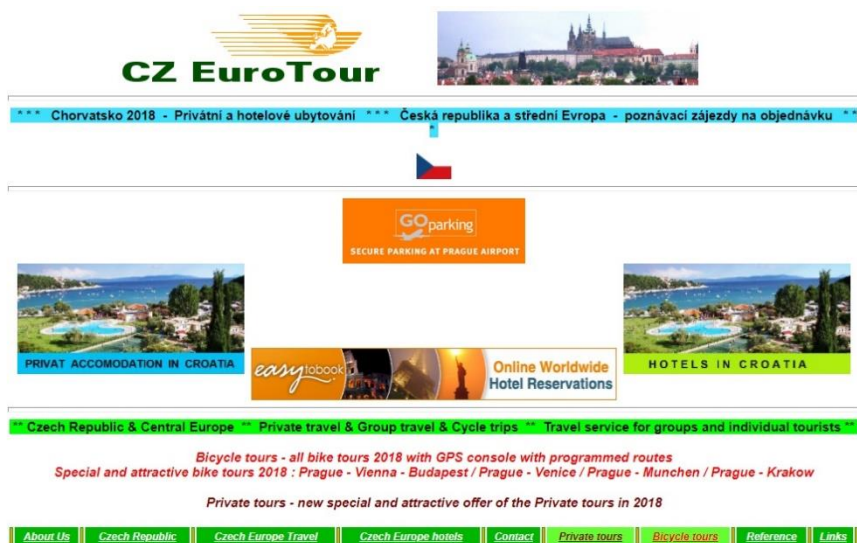 CZ EuroTour
*** Chorvatsko 2018 - Privátní a hotelové ubytování *** Česká republika a střední Evropa - poznávací zájezdy na objednávku **
*
GO parking
SECURE PARKING AT PRAGUE AIRPORT
PRIVAT ACCOMODATION IN CROATIA
HOTELS IN CROATIA
easytobook
Online Worldwide
Hotel Reservations
** Czech Republic & Central Europe ** Private travel & Group travel & Cycle trips ** Travel service for groups and individual tourists **
Bicycle tours - all bike tours 2018 with GPS console with programmed routes
Special and attractive bike tours 2018 : Prague - Vienna - Budapest / Prague - Venice / Prague - Munchen / Prague - Krakow
Private tours - new special and attractive offer of the Private tours in 2018
About Us Czech Republic Czech Europe Travel Czech Europe hotels Contact Private tours Bicycle tours Reference Links